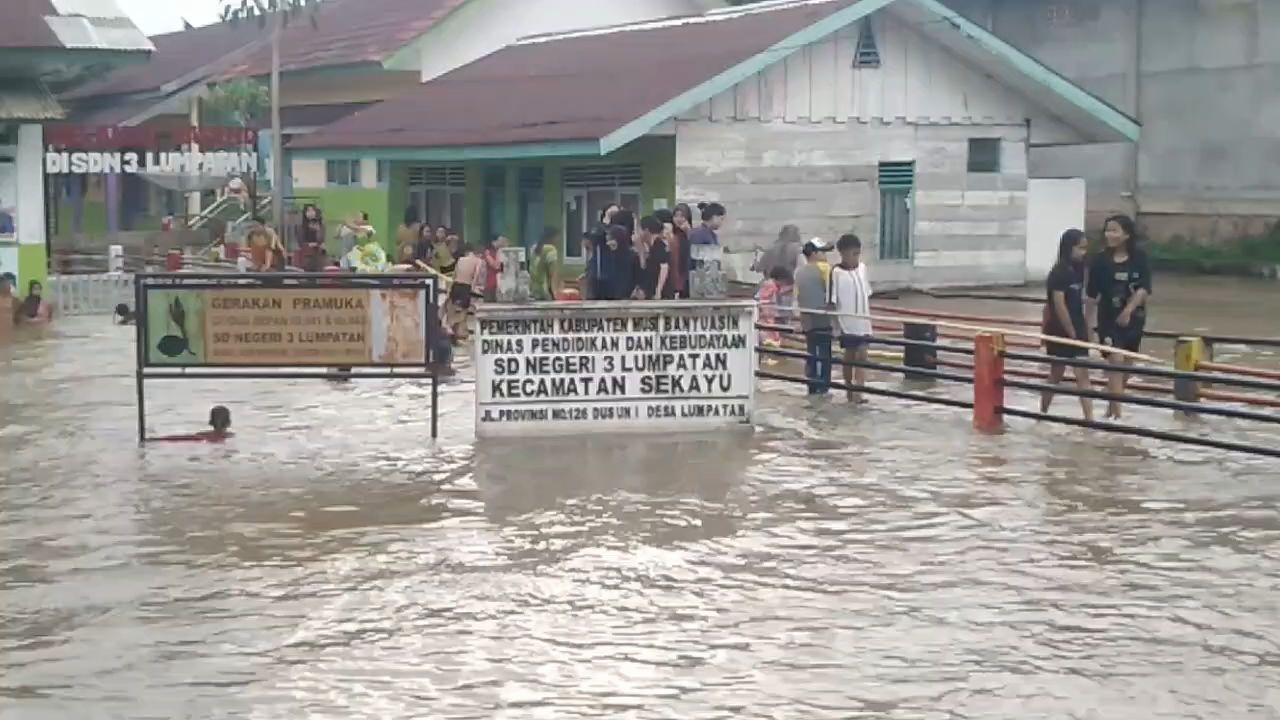 DI SDN 3 LUMPATAN
GERAKAN PRAMUKA
SD NEGERI 3 LUMPATAN
PEMERINTAH KABUPATEN MUSI BANYUASIN
DINAS PENDIDIKAN DAN KEBUDAYAAN
SD NEGERI 3 LUMPATAN
KECAMATAN SEKAYU
JL.PROVINSI NO:126 DUSUN I DESA LUMPATAN